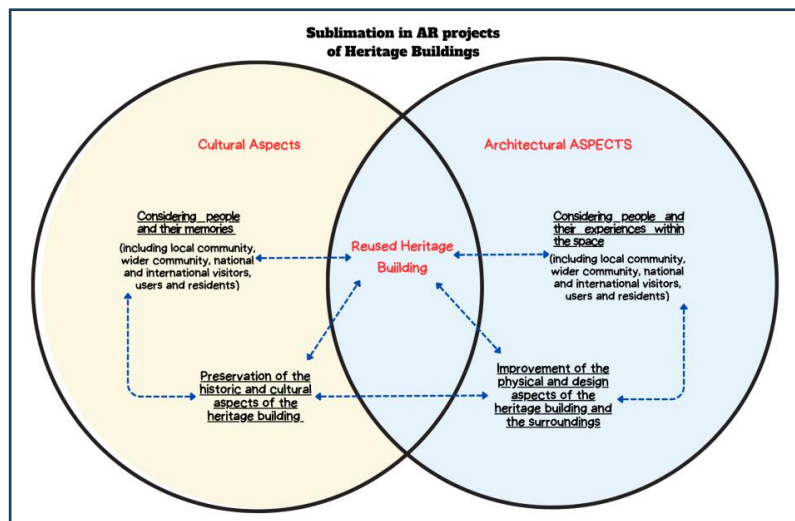 Sublimation in AR projects
of Heritage Buildings
Cultural Aspects
Considering people
and their memories
(including local community,
wider community, national
and international visitors,
users and residents)
Preservation of the
historic and cultural
aspects of the
heritage building
Reused Heritage
Buiilding
Architectural ASPECTS
Considering people and
their experiences within
the space
(including local community,
wider community, national
and international visitors,
users and residents)
Improvement of the
physical and design
aspects of the
heritage building and
the surroundings